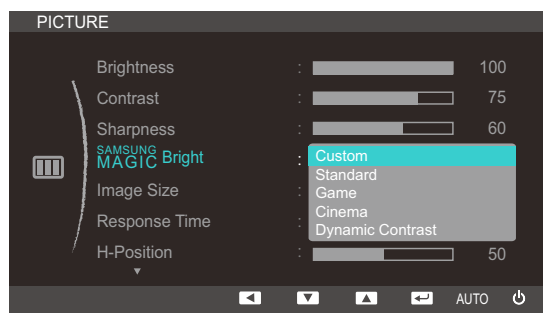 PICTURE
Brightness : 100
Contrast : 75
Sharpness : 60
SAMSUNG
MAGIC Bright :
Custom
Standard
Game
Cinema
Dynamic Contrast
Image Size :
Response Time :
H-Position : 50
AUTO